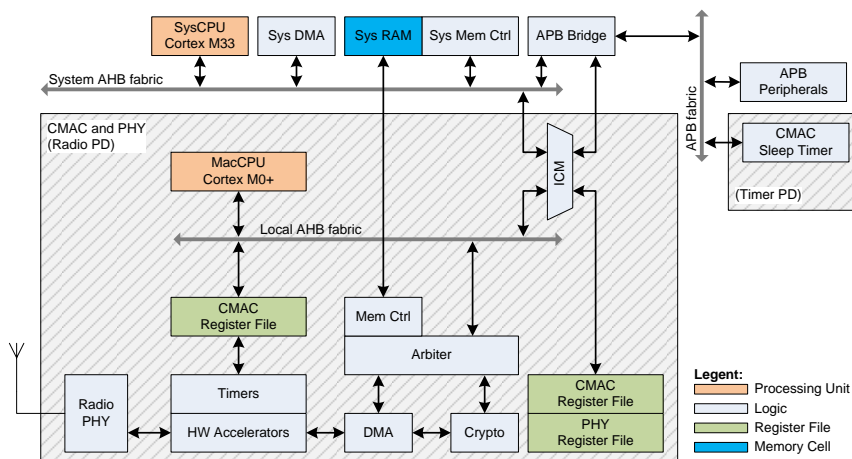 SysCPU
Cortex M33
Sys DMA
Sys RAM
Sys Mem Ctrl
APB Bridge
System AHB fabric
APB fabric
APB
Peripherals
CMAC and PHY
(Radio PD)
MacCPU
Cortex M0+
ICM
CMAC
Sleep Timer
(Timer PD)
Local AHB fabric
CMAC
Register File
Mem Ctrl
Arbiter
Radio
PHY
Timers
HW Accelerators
DMA
Crypto
CMAC
Register File
PHY
Register File
Legent:
Processing Unit
Logic
Register File
Memory Cell